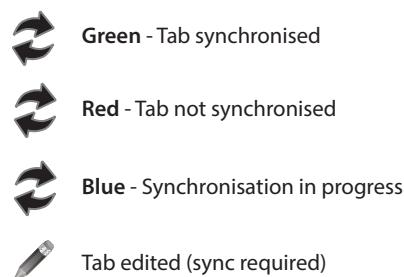 Green - Tab synchronised
Red - Tab not synchronised
Blue - Synchronisation in progress
Tab edited (sync required)